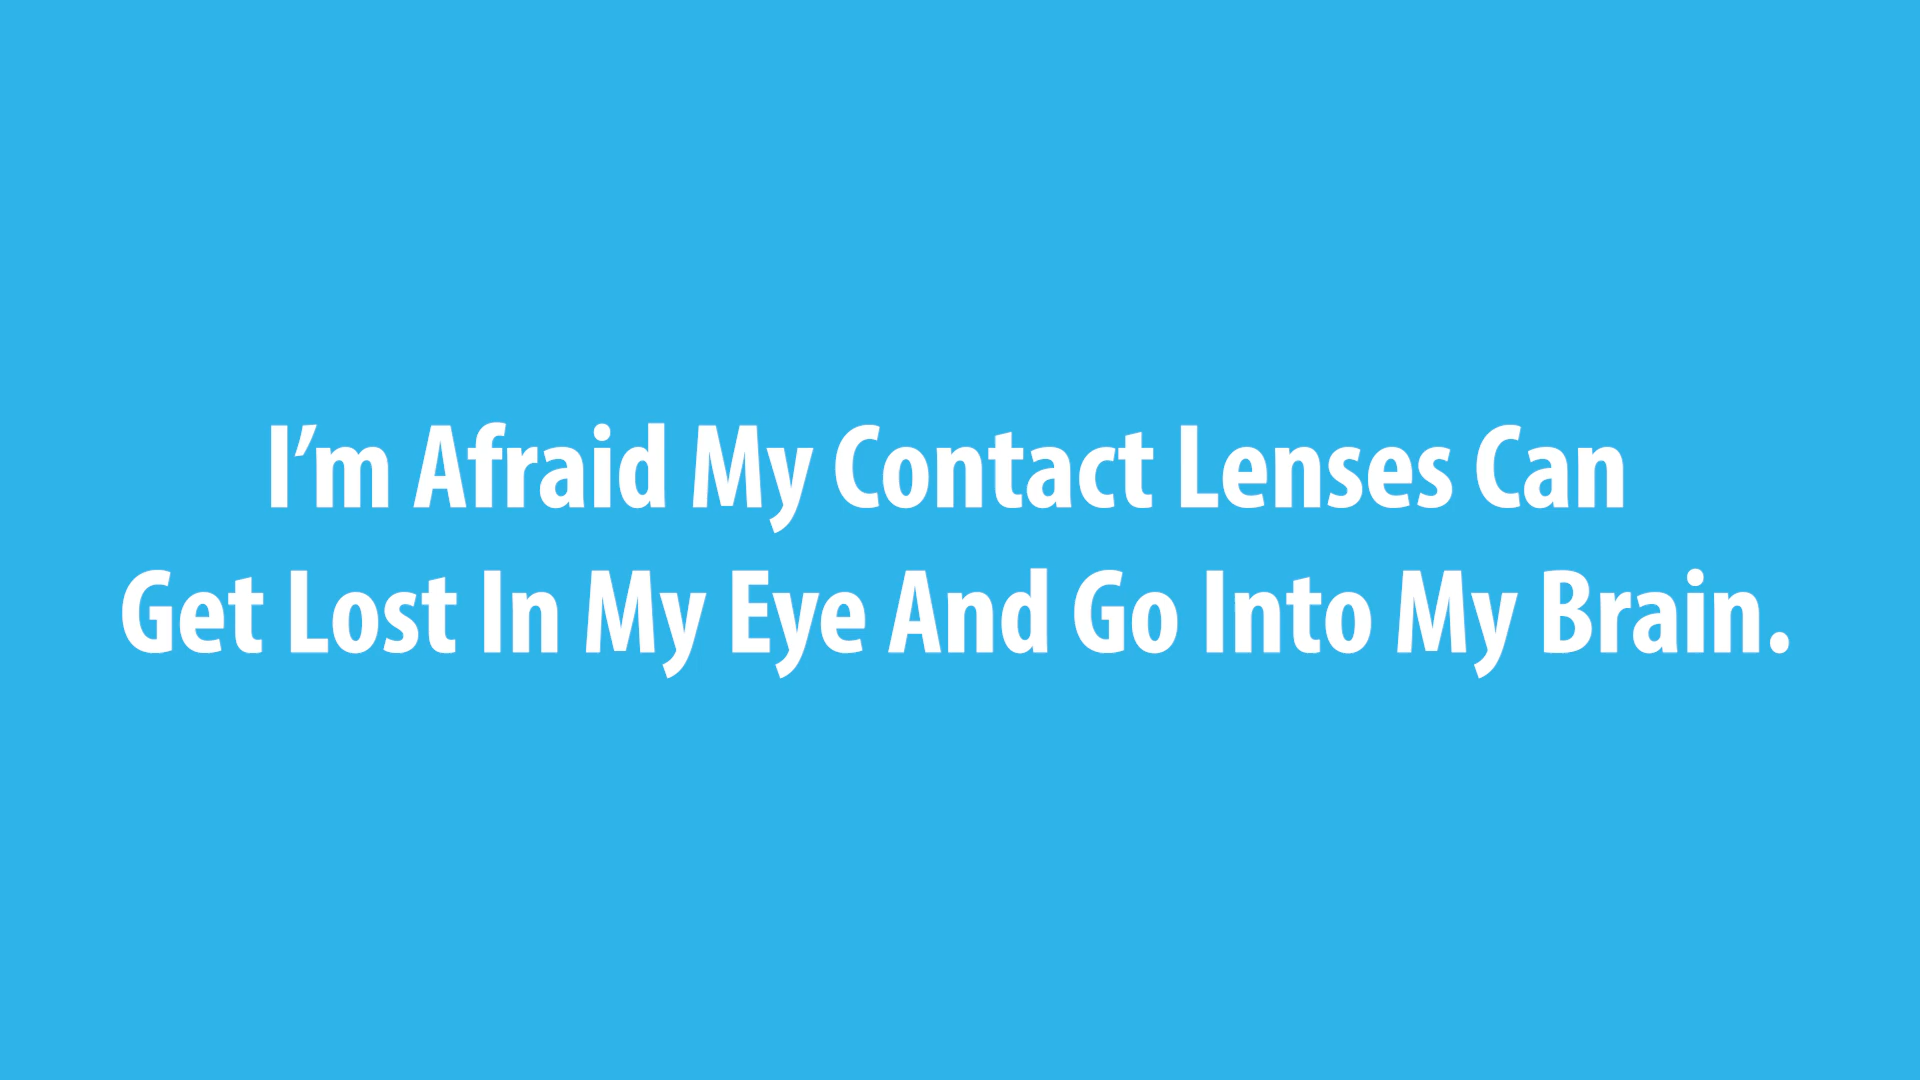 I’m Afraid My Contact Lenses Can
Get Lost In My Eye And Go Into My Brain.